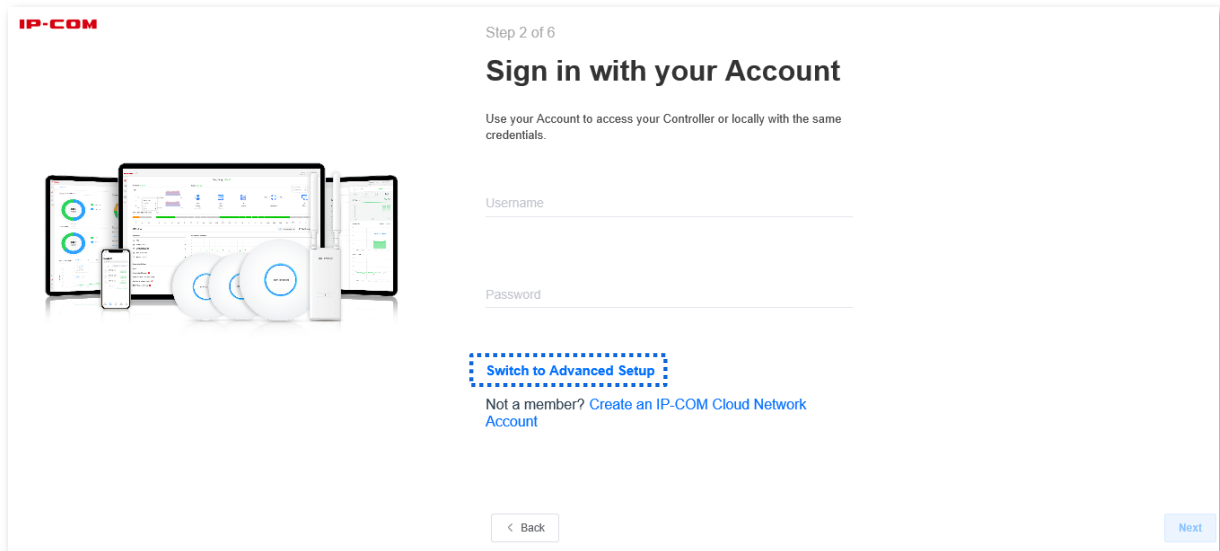 IP-COM
Step 2 of 6
Sign in with your Account
Use your Account to access your Controller or locally with the same
credentials.
Username
Password
Switch to Advanced Setup
Not a member? Create an IP-COM Cloud Network
Account
< Back
Next